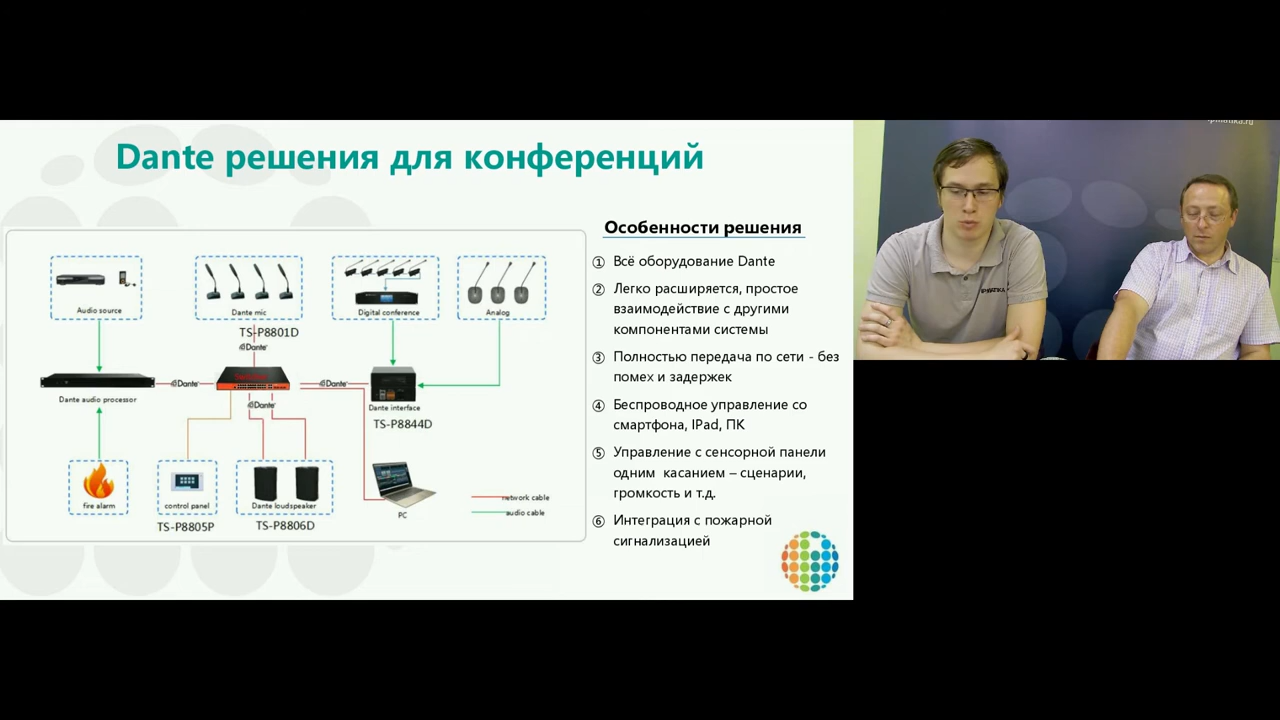 Dante решения для конференций
Особенности решения
① Всё оборудование Dante
② Легко расширяется, простое
взаимодействие с другими
компонентами системы
③ Полностью передача по сети - без
помех и задержек
④ Беспроводное управление со
смартфона, IPad, ПК
⑤ Управление с сенсорной панели
одним касанием – сценарии,
громкость и т.д.
⑥ Интеграция с пожарной
сигнализацией
Audio source
Dante mic
Digital conference
Analog
TS-P8801D
Dante
Dante
Dante
Dante
Dante audio processor
Dante interface
TS-P8844D
fire alarm
control panel
Dante loudspeaker
PC
network cable
audio cable
TS-P8805P
TS-P8806D
IPMATIKA